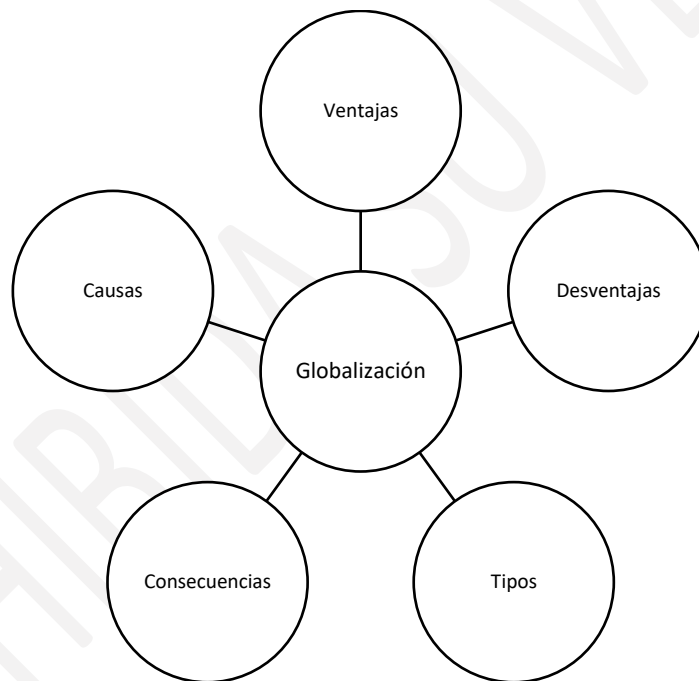 Ventajas
Causas
Desventajas
Globalización
Consecuencias
Tipos